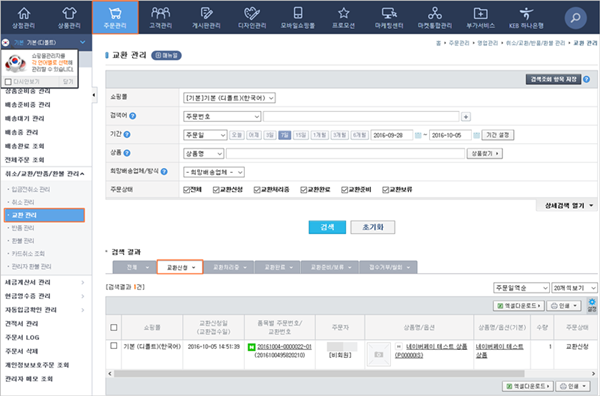 상점관리 상품관리 주문관리 고객관리 게시판관리 디자인관리 모바일쇼핑몰 프로모션 마케팅센터 마켓통합관리 부가서비스 KEB 하나은행
기본 기본(디폴트)
쇼핑몰관리자를
각 언어별로 선택해
관리할 수 있습니다.
다시안보기 닫기
상품준비중 관리
배송준비중 관리
배송대기 관리
배송중 관리
배송완료 조회
전체주문 조회
취소/교환/반품/환불 관리
입금전취소 관리
취소 관리
교환 관리
반품 관리
환불 관리
카드취소 조회
관리자 환불 관리
세금계산서 관리
현금영수증 관리
자동입금확인 관리
견적서 관리
주문서 LOG
주문서 삭제
개인정보보호주문 조회
관리자 메모 조회
홈 > 주문관리 > 영업관리 > 취소/교환/반품/환불 관리 > 교환 관리
교환 관리 매뉴얼
검색조회 항목 저장
쇼핑몰 [기본]기본 (디폴트)(한국어)
검색어 주문번호
기간 주문일 오늘 어제 3일 7일 15일 1개월 3개월 6개월 2016-09-28 ~ 2016-10-05 기간 설정
상품 상품명 상품찾기
희망배송업체/방식 - 희망배송업체 -
주문상태 전체 교환신청 교환처리중 교환완료 교환준비 교환보류
상세검색 열기
검색 초기화
검색 결과
전체 교환신청 교환처리중 교환완료 교환준비/보류 접수거부/철회
[검색결과 1건]
주문일역순 20개씩보기
엑셀다운로드 인쇄 설정
쇼핑몰 교환신청일 (교환접수일) 품목별 주문번호/ 교환번호 주문자 상품명/옵션 상품명/옵션(기본) 수량 주문상태
기본 (디폴트)(한국어) 2016-10-05 14:51:39 20161004-0000022-01 (2016100495820210) [비회원] 네이버페이 테스트 상품 (P00000IS) 네이버페이 테스트 상품 1 교환신청
엑셀다운로드 인쇄